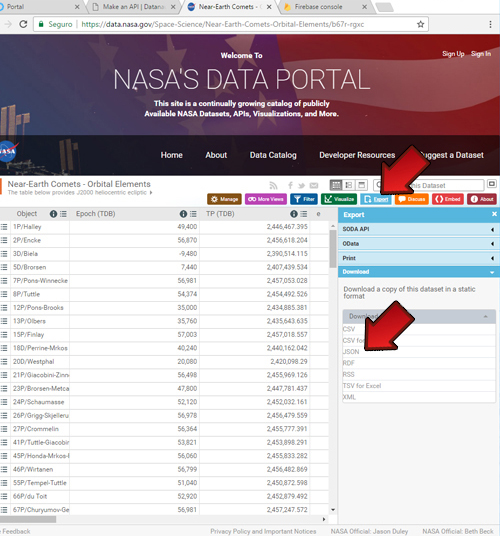 Portal
Make an API | Datana
Near-Earth Comets - Orbi
Firebase console
Seguro
https://data.nasa.gov/Space-Science/Near-Earth-Comets-Orbital-Elements/b67r-rgxc
Sign Up Sign In
Welcome To
NASA'S DATA PORTAL
This site is a continually growing catalog of publicly
Available NASA Datasets, APIs, Visualizations, and More.
NASA
Home About Data Catalog Developer Resources uggest a Dataset
Near-Earth Comets - Orbital Elements
The table below provides J2000 heliocentric ecliptic
this Dataset
Manage More Views Filter Visualize Export Discuss Embed About
Object Epoch (TDB) TP (TDB) e
1P/Halley 49,400 2,446,467.395
2P/Encke 56,870 2,456,618.204
3D/Biela -9,480 2,390,514.115
5D/Brorsen 7,440 2,407,439.534
7P/Pons-Winnecke 56,981 2,457,053.028
8P/Tuttle 54,374 2,454,492.526
12P/Pons-Brooks 35,000 2,434,885.381
13P/Olbers 35,760 2,435,643.635
15P/Finlay 57,003 2,457,018.557
18D/Perrine-Mrkos 40,240 2,440,162.042
20D/Westphal 20,080 2,420,098.29
21P/Giacobini-Zinn 56,498 2,455,969.126
23P/Brorsen-Metca 47,800 2,447,781.437
24P/Schaumasse 52,120 2,452,032.161
26P/Grigg-Skjelleru 56,978 2,456,479.559
27P/Crommelin 56,364 2,455,777.391
41P/Tuttle-Giacobin 53,821 2,453,898.291
45P/Honda-Mrkos-P 56,060 2,455,833.282
46P/Wirtanen 56,799 2,456,482.869
55P/Tempel-Tuttle 51,040 2,450,872.598
66P/du Toit 52,920 2,452,879.492
67P/Churyumov-Ge 56,981 2,457,247.572
Export
SODA API
OData
Print
Download
Download a copy of this dataset in a static
format
Download
CSV
CSV for
JSON
RDF
RSS
TSV for Excel
XML
Feedback
Privacy Policy and Important Notices NASA Official: Jason Duley NASA Official: Beth Beck